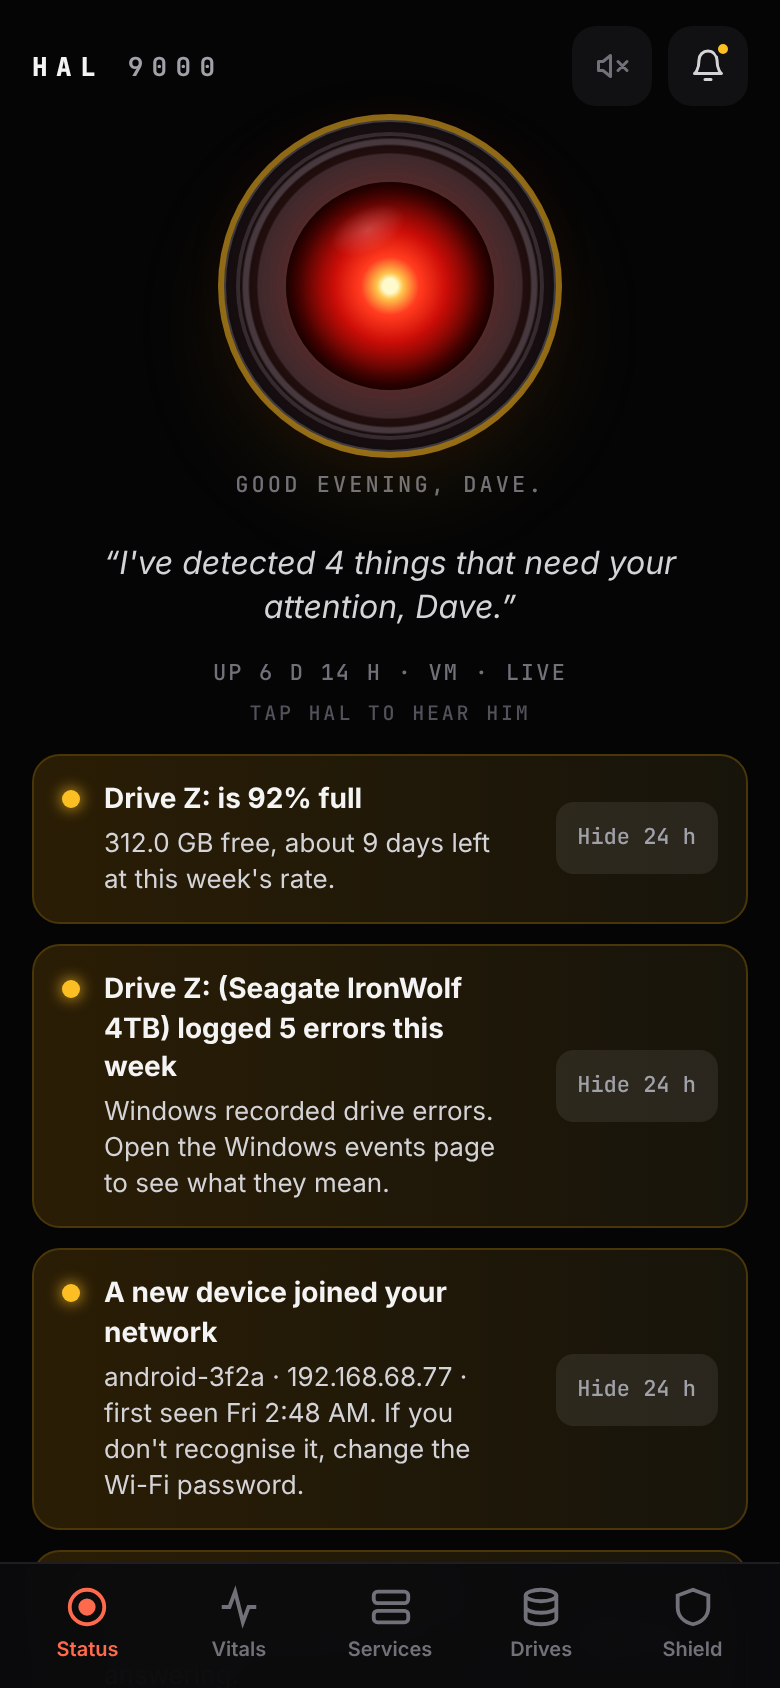 HAL 9000
GOOD EVENING, DAVE.
“I've detected 4 things that need your
attention, Dave.”
UP 6 D 14 H · VM · LIVE
TAP HAL TO HEAR HIM
Drive Z: is 92% full
312.0 GB free, about 9 days left
at this week's rate.
Hide 24 h
Drive Z: (Seagate IronWolf
4TB) logged 5 errors this
week
Windows recorded drive errors.
Open the Windows events page
to see what they mean.
Hide 24 h
A new device joined your
network
android-3f2a · 192.168.68.77 ·
first seen Fri 2:48 AM. If you
don't recognise it, change the
Wi-Fi password.
Hide 24 h
Status
Vitals
Services
Drives
Shield